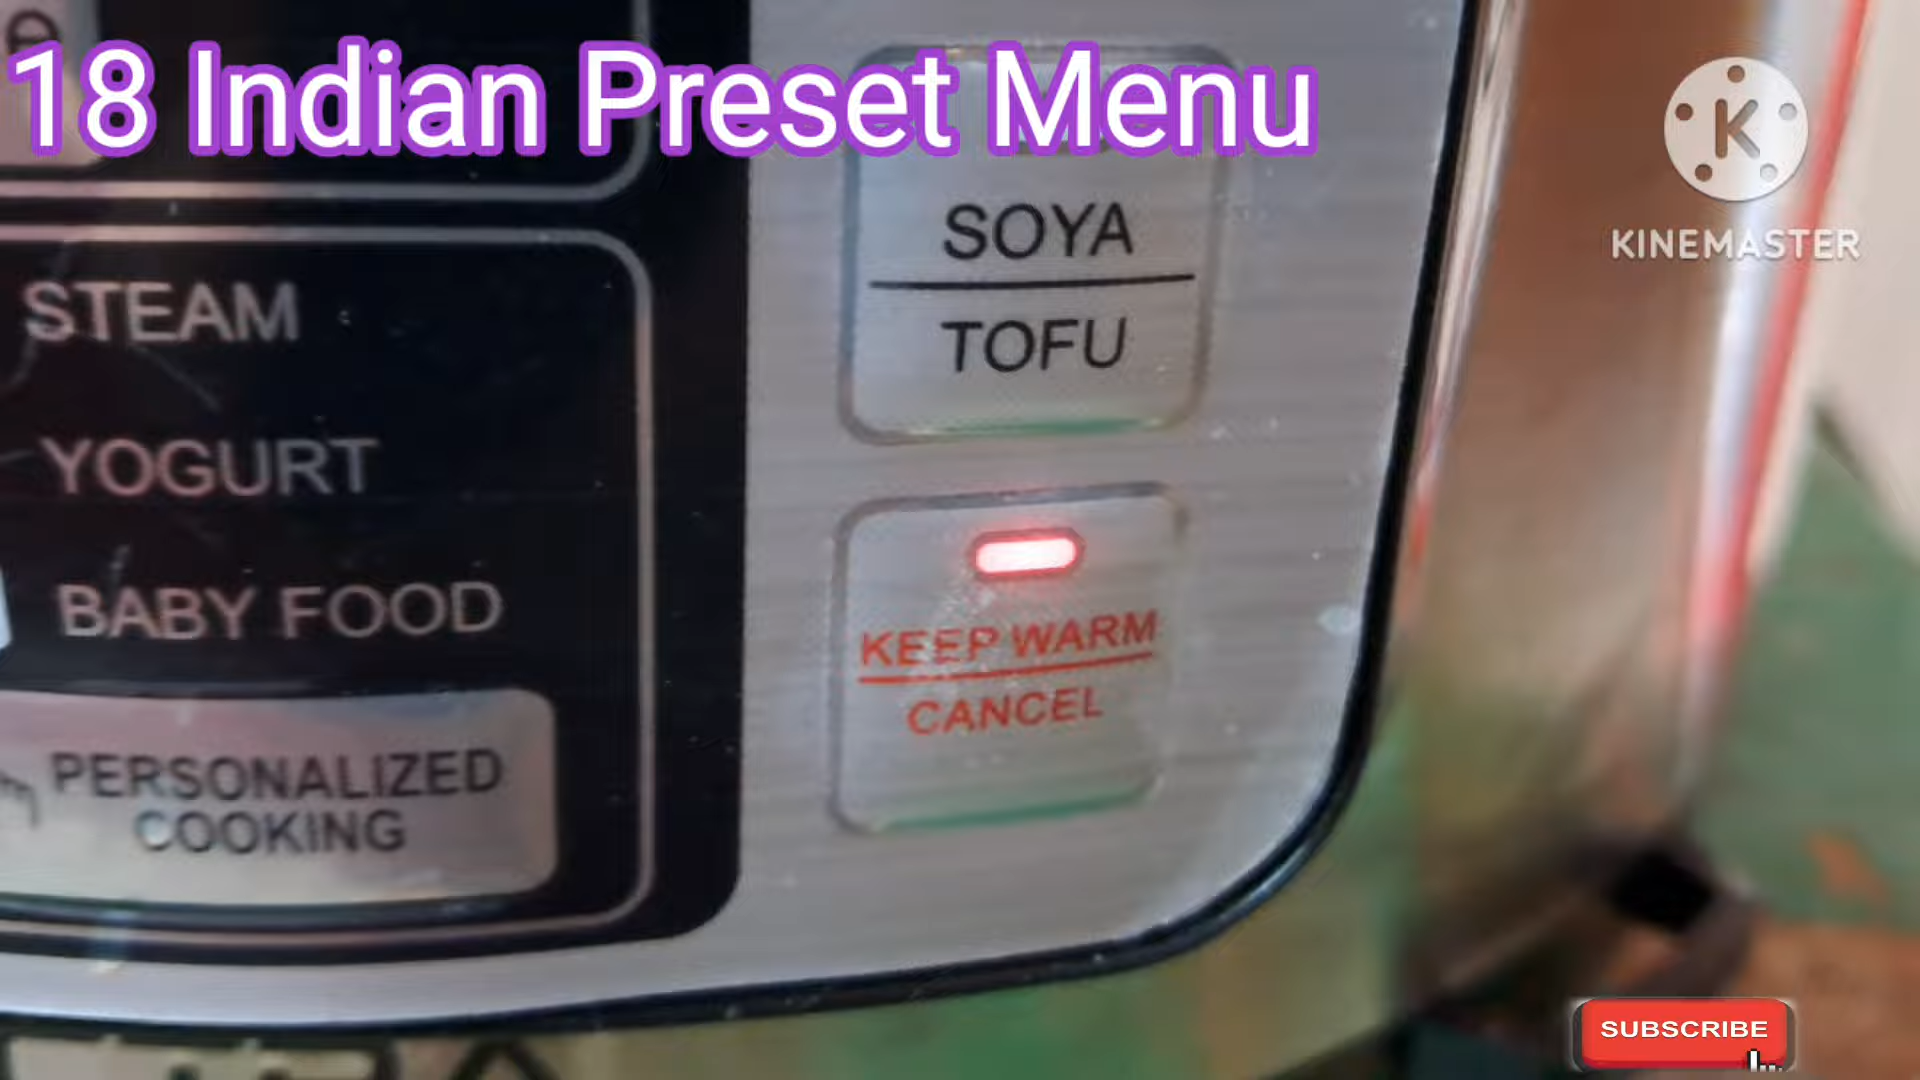 18 Indian Preset Menu
K
KINEMASTER
SOYA
TOFU
STEAM
YOGURT
BABY FOOD
KEEP WARM
CANCEL
PERSONALIZED
COOKING
SUBSCRIBE